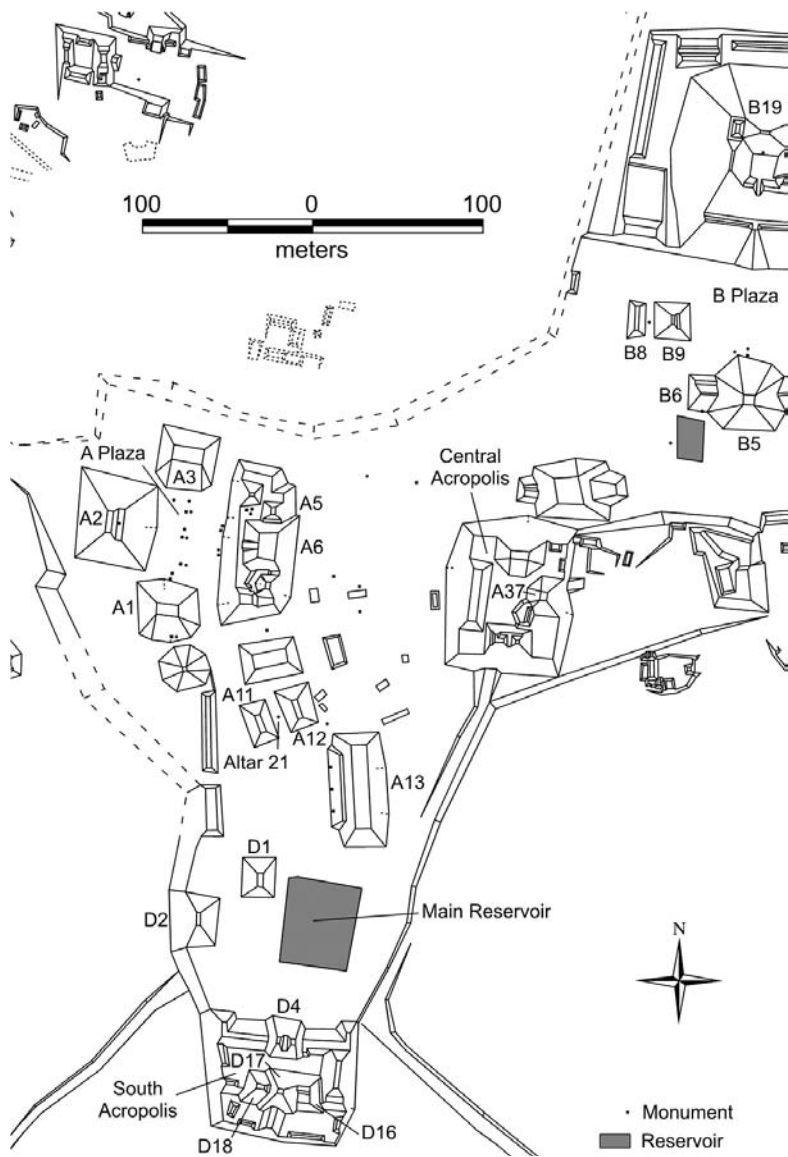 B19
100 0 100
meters
B Plaza
B8
B9
B6
B5
A Plaza
A3
A2
A5
A6
Central
Acropolis
A1
A37
A11
A12
Altar 21
A13
D1
D2
Main Reservoir
N
D4
D17
South
Acropolis
D18
D16
Monument
Reservoir